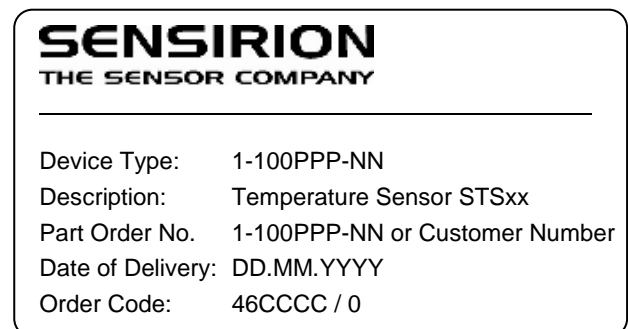 SENSIRION
THE SENSOR COMPANY
Device Type: 1-100PPP-NN
Description: Temperature Sensor STSxx
Part Order No. 1-100PPP-NN or Customer Number
Date of Delivery: DD.MM.YYYY
Order Code: 46CCCC / 0